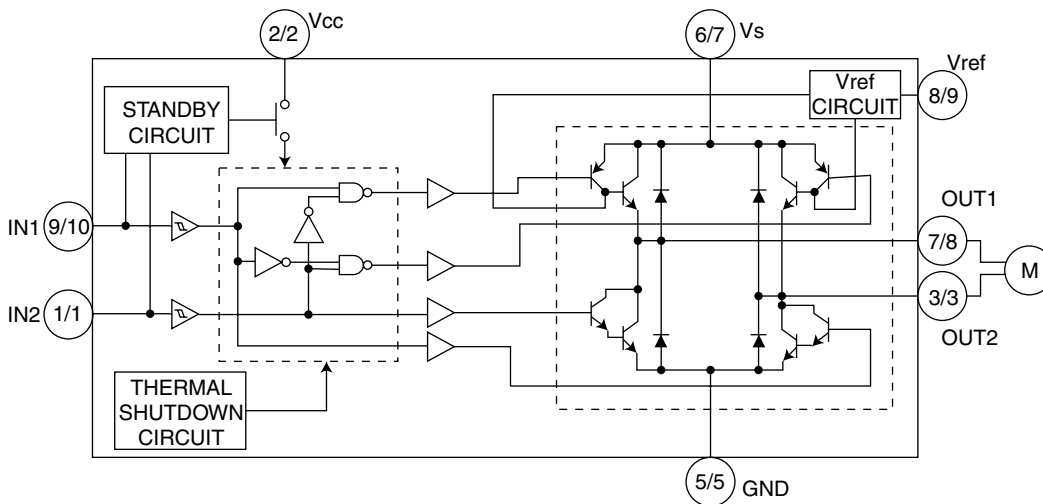 2/2 Vcc
6/7 Vs
Vref
8/9
STANDBY
CIRCUIT
Vref
CIRCUIT
IN1 9/10
OUT1
7/8
M
IN2 1/1
3/3
OUT2
THERMAL
SHUTDOWN
CIRCUIT
5/5 GND